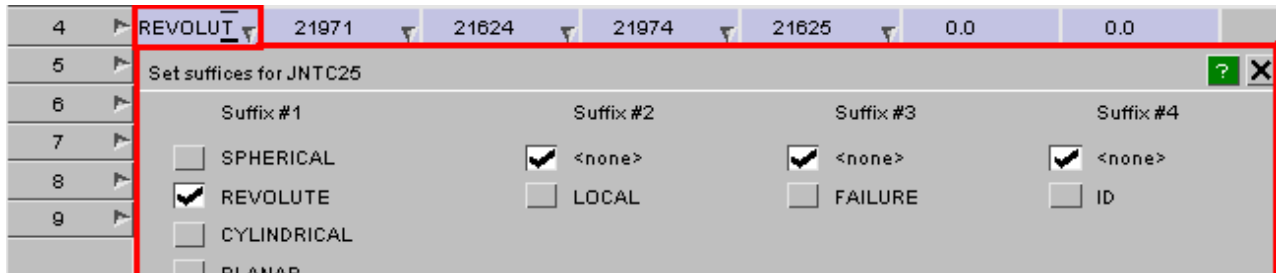 4 REVOLUT 21971 21624 21974 21625 0.0 0.0
5 Set suffices for JNTC25 ? X
6 Suffix #1 Suffix #2 Suffix #3 Suffix #4
7 SPHERICAL <none> <none> <none>
8 REVOLUTE LOCAL FAILURE ID
9 CYLINDRICAL
PLANAR